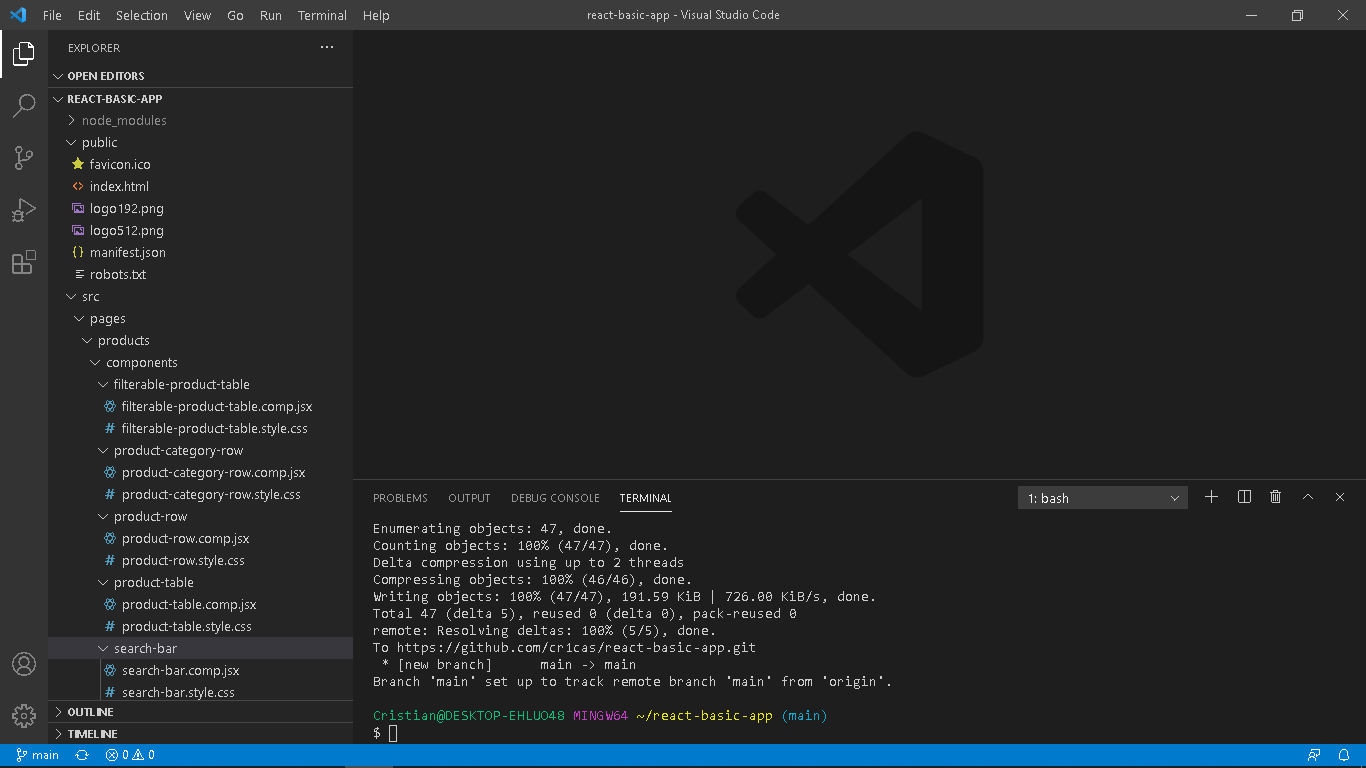 File Edit Selection View Go Run Terminal Help react-basic-app - Visual Studio Code
EXPLORER
OPEN EDITORS
REACT-BASIC-APP
node_modules
public
favicon.ico
index.html
logo192.png
logo512.png
manifest.json
robots.txt
src
pages
products
components
filterable-product-table
filterable-product-table.comp.jsx
filterable-product-table.style.css
product-category-row
product-category-row.comp.jsx
product-category-row.style.css
product-row
product-row.comp.jsx
product-row.style.css
product-table
product-table.comp.jsx
product-table.style.css
search-bar
search-bar.comp.jsx
search-bar.style.css
OUTLINE
TIMELINE
PROBLEMS OUTPUT DEBUG CONSOLE TERMINAL 1: bash
Enumerating objects: 47, done.
Counting objects: 100% (47/47), done.
Delta compression using up to 2 threads
Compressing objects: 100% (46/46), done.
Writing objects: 100% (47/47), 191.59 KiB | 726.00 KiB/s, done.
Total 47 (delta 5), reused 0 (delta 0), pack-reused 0
remote: Resolving deltas: 100% (5/5), done.
To https://github.com/cr1cas/react-basic-app.git
* [new branch] main -> main
Branch 'main' set up to track remote branch 'main' from 'origin'.
Cristian@DESKTOP-EHLUO48 MINGW64 ~/react-basic-app (main)
$
main 0 0